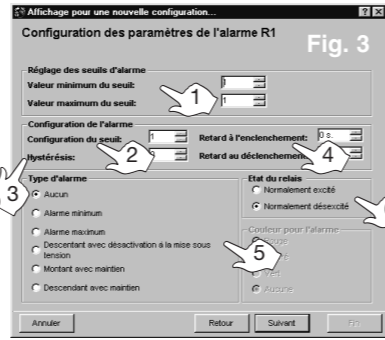 Affichage pour une nouvelle configuration...
Configuration des paramètres de l'alarme R1
Fig. 3
Réglage des seuils d'alarme
Valeur minimum du seuil:
Valeur maximum du seuil: 1
1
Configuration de l'alarme
Configuration du seuil: 1 Retard à l'enclenchement: 0 s.
Hystérésis: Retard au déclenchement:
2 4
3
Type d'alarme
Aucun
Alarme minimum
Alarme maximum
Descentant avec désactivation à la mise sous
tension
Montant avec maintien
Descendant avec maintien
5
Etat du relais
Normalement excité
Normalement désexcité
Couleur pour l'alarme
Rouge
Vert
Aucune
Annuler Retour Suivant Fin